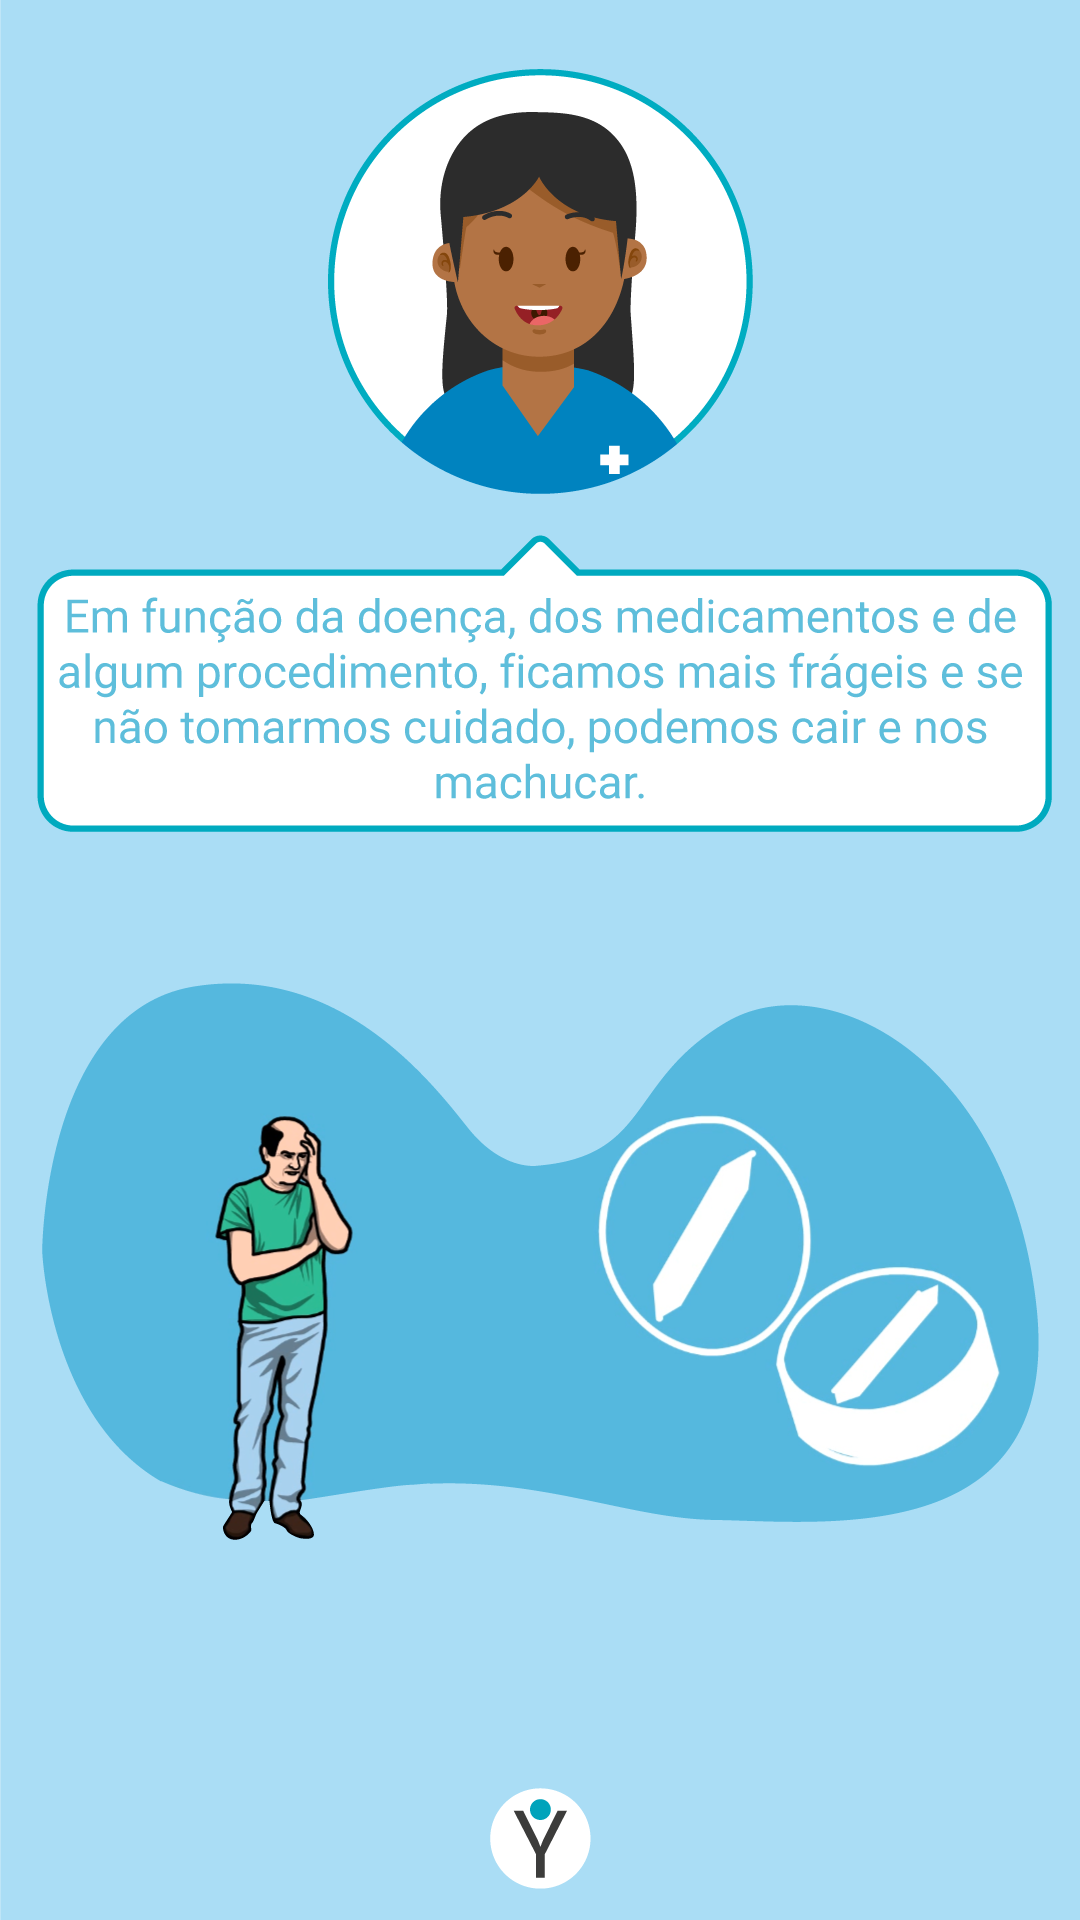 Em função da doença, dos medicamentos e de
algum procedimento, ficamos mais frágeis e se
não tomarmos cuidado, podemos cair e nos
machucar.